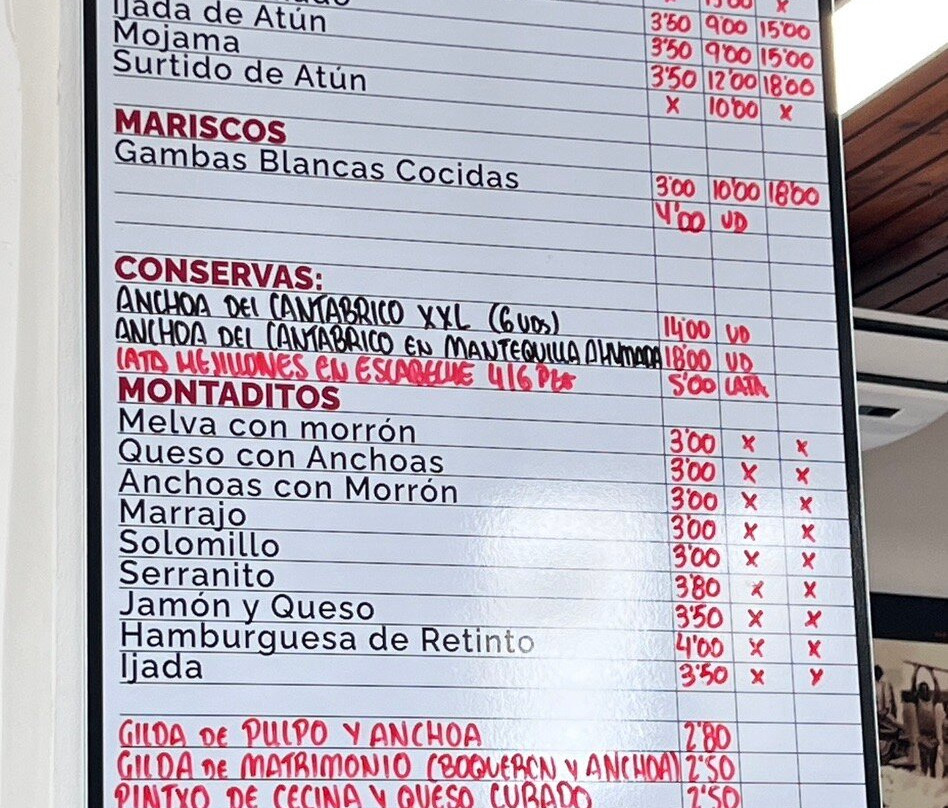 3'50 9'00 15'00
Ijada de Atún 3'50 9'00 15'00
Mojama 3'50 12'00 18'00
Surtido de Atún x 10'00 x
MARISCOS
Gambas Blancas Cocidas 3'00 10'00 18'00
4'00 UD
CONSERVAS:
ANCHOA DEL CANTABRICO XXL (6 UDS) 14'00 UD
ANCHOA DEL CANTABRICO EN MANTEQUILLA AHUMADA 18'00 UD
LATA MEJILLONES EN ESCABECHE 4/6 PZS 5'00 LATA
MONTADITOS
Melva con morrón 3'00 x x
Queso con Anchoas 3'00 x x
Anchoas con Morrón 3'00 x x
Marrajo 3'00 x x
Solomillo 3'00 x x
Serranito 3'80 x x
Jamón y Queso 3'50 x x
Hamburguesa de Retinto 4'00 x x
Ijada 3'50 x x
GILDA DE PULPO Y ANCHOA 2'80
GILDA DE MATRIMONIO (BOQUERON Y ANCHOA) 2'50
PINTXO DE CECINA Y QUESO CURADO 2'50